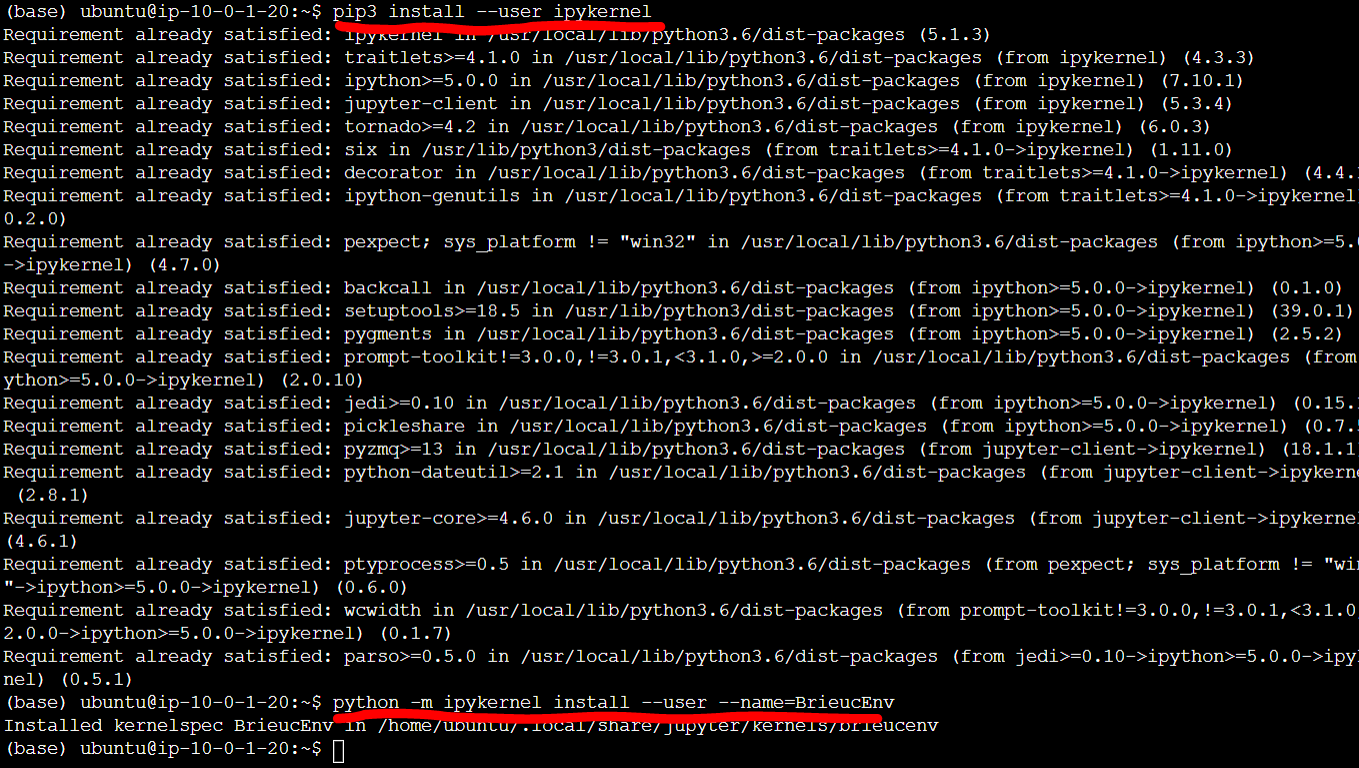 (base) ubuntu@ip-10-0-1-20:~$ pip3 install --user ipykernel
Requirement already satisfied: ipykernel in /usr/local/lib/python3.6/dist-packages (5.1.3)
Requirement already satisfied: traitlets>=4.1.0 in /usr/local/lib/python3.6/dist-packages (from ipykernel) (4.3.3)
Requirement already satisfied: ipython>=5.0.0 in /usr/local/lib/python3.6/dist-packages (from ipykernel) (7.10.1)
Requirement already satisfied: jupyter-client in /usr/local/lib/python3.6/dist-packages (from ipykernel) (5.3.4)
Requirement already satisfied: tornado>=4.2 in /usr/local/lib/python3.6/dist-packages (from ipykernel) (6.0.3)
Requirement already satisfied: six in /usr/lib/python3/dist-packages (from traitlets>=4.1.0->ipykernel) (1.11.0)
Requirement already satisfied: decorator in /usr/local/lib/python3.6/dist-packages (from traitlets>=4.1.0->ipykernel) (4.4.
Requirement already satisfied: ipython-genutils in /usr/local/lib/python3.6/dist-packages (from traitlets>=4.1.0->ipykernel
0.2.0)
Requirement already satisfied: pexpect; sys_platform != "win32" in /usr/local/lib/python3.6/dist-packages (from ipython>=5.
->ipykernel) (4.7.0)
Requirement already satisfied: backcall in /usr/local/lib/python3.6/dist-packages (from ipython>=5.0.0->ipykernel) (0.1.0)
Requirement already satisfied: setuptools>=18.5 in /usr/lib/python3/dist-packages (from ipython>=5.0.0->ipykernel) (39.0.1)
Requirement already satisfied: pygments in /usr/local/lib/python3.6/dist-packages (from ipython>=5.0.0->ipykernel) (2.5.2)
Requirement already satisfied: prompt-toolkit!=3.0.0,!=3.0.1,<3.1.0,>=2.0.0 in /usr/local/lib/python3.6/dist-packages (from
ython>=5.0.0->ipykernel) (2.0.10)
Requirement already satisfied: jedi>=0.10 in /usr/local/lib/python3.6/dist-packages (from ipython>=5.0.0->ipykernel) (0.15.
Requirement already satisfied: pickleshare in /usr/local/lib/python3.6/dist-packages (from ipython>=5.0.0->ipykernel) (0.7.
Requirement already satisfied: pyzmq>=13 in /usr/local/lib/python3.6/dist-packages (from jupyter-client->ipykernel) (18.1.1
Requirement already satisfied: python-dateutil>=2.1 in /usr/local/lib/python3.6/dist-packages (from jupyter-client->ipykerne
(2.8.1)
Requirement already satisfied: jupyter-core>=4.6.0 in /usr/local/lib/python3.6/dist-packages (from jupyter-client->ipykernel
(4.6.1)
Requirement already satisfied: ptyprocess>=0.5 in /usr/local/lib/python3.6/dist-packages (from pexpect; sys_platform != "win
"->ipython>=5.0.0->ipykernel) (0.6.0)
Requirement already satisfied: wcwidth in /usr/local/lib/python3.6/dist-packages (from prompt-toolkit!=3.0.0,!=3.0.1,<3.1.0
2.0.0->ipython>=5.0.0->ipykernel) (0.1.7)
Requirement already satisfied: parso>=0.5.0 in /usr/local/lib/python3.6/dist-packages (from jedi>=0.10->ipython>=5.0.0->ipy
nel) (0.5.1)
(base) ubuntu@ip-10-0-1-20:~$ python -m ipykernel install --user --name=BrieucEnv
Installed kernelspec BrieucEnv in /home/ubuntu/.local/share/jupyter/kernels/brieucenv
(base) ubuntu@ip-10-0-1-20:~$